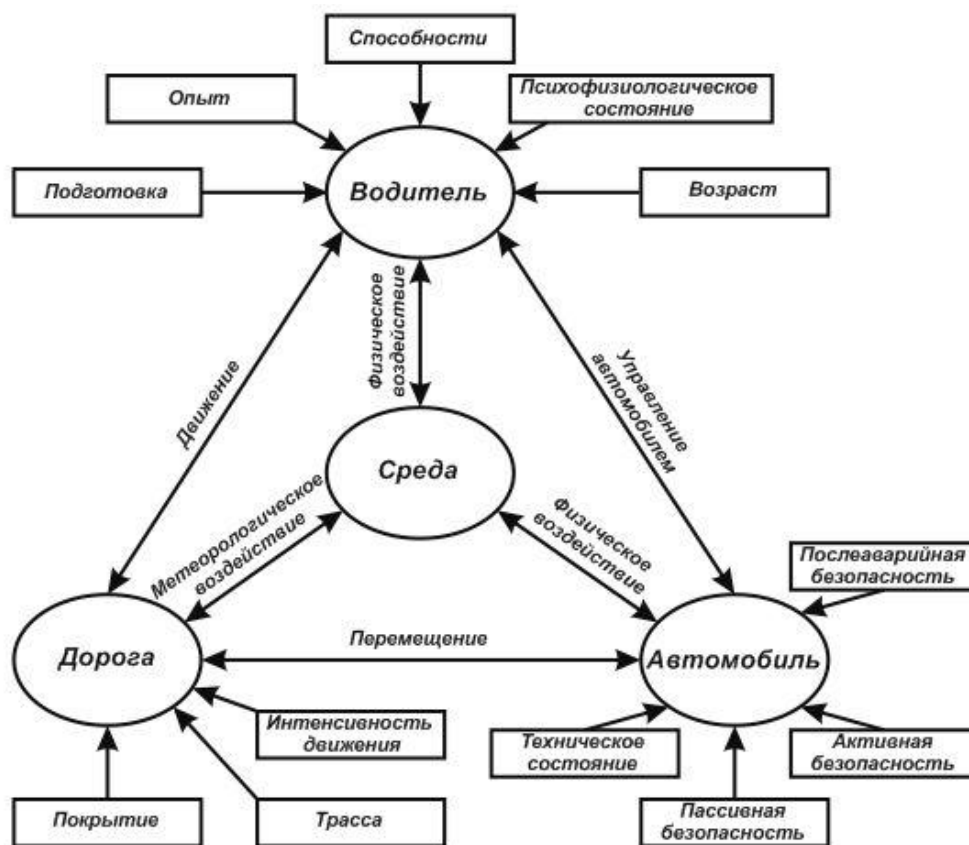 Способности
Опыт
Психофизиологическое
состояние
Подготовка
Водитель
Возраст
Физическое
воздействие
Движение
Управление
автомобилем
Среда
Метеорологическое
воздействие
Физическое
воздействие
Послеаварийная
безопасность
Дорога
Перемещение
Автомобиль
Интенсивность
движения
Техническое
состояние
Активная
безопасность
Покрытие
Трасса
Пассивная
безопасность